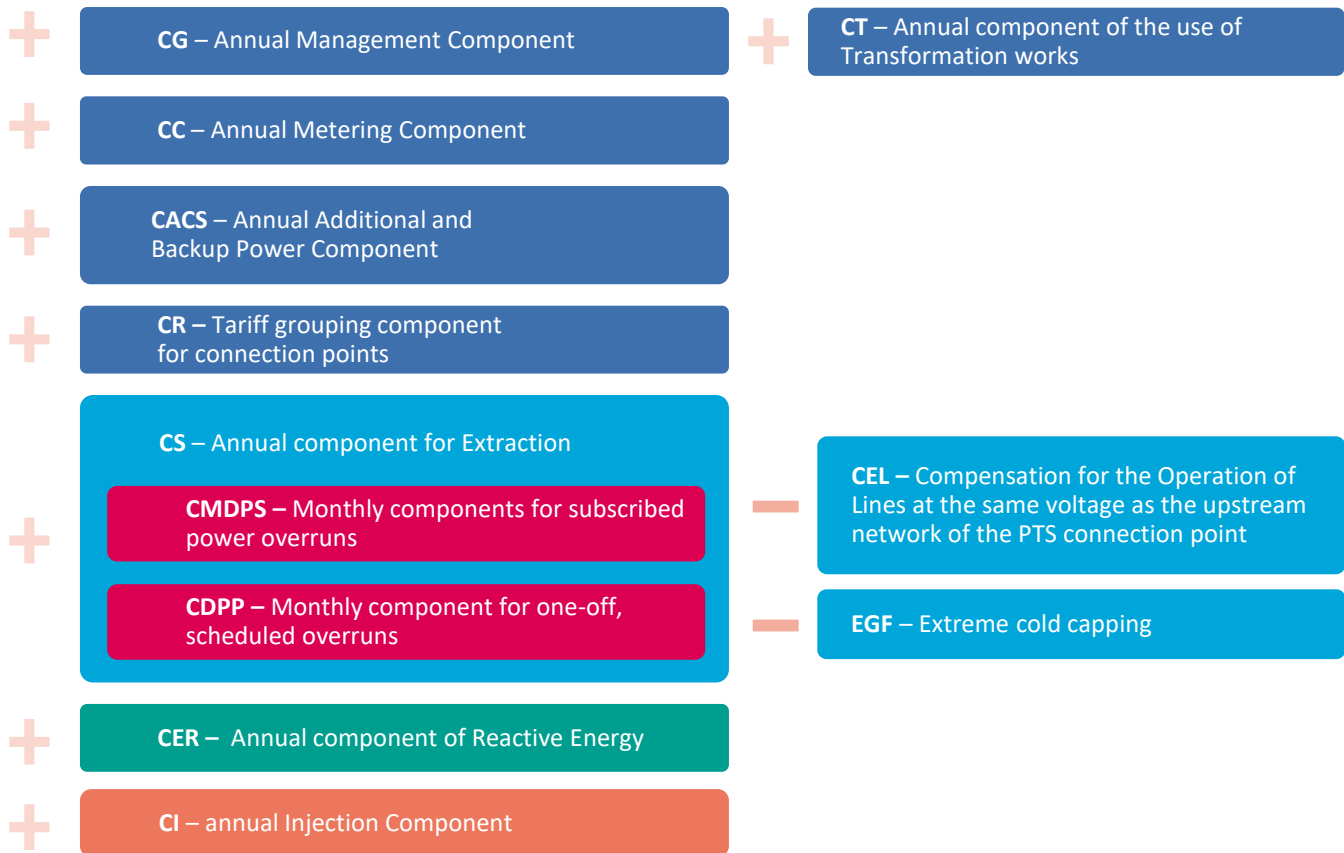 CG – Annual Management Component
CT – Annual component of the use of
Transformation works
CC – Annual Metering Component
CACS – Annual Additional and
Backup Power Component
CR – Tariff grouping component
for connection points
CS – Annual component for Extraction
CMDPS – Monthly components for subscribed
power overruns
CDPP – Monthly component for one-off,
scheduled overruns
CEL – Compensation for the Operation of
Lines at the same voltage as the upstream
network of the PTS connection point
EGF – Extreme cold capping
CER – Annual component of Reactive Energy
CI – annual Injection Component